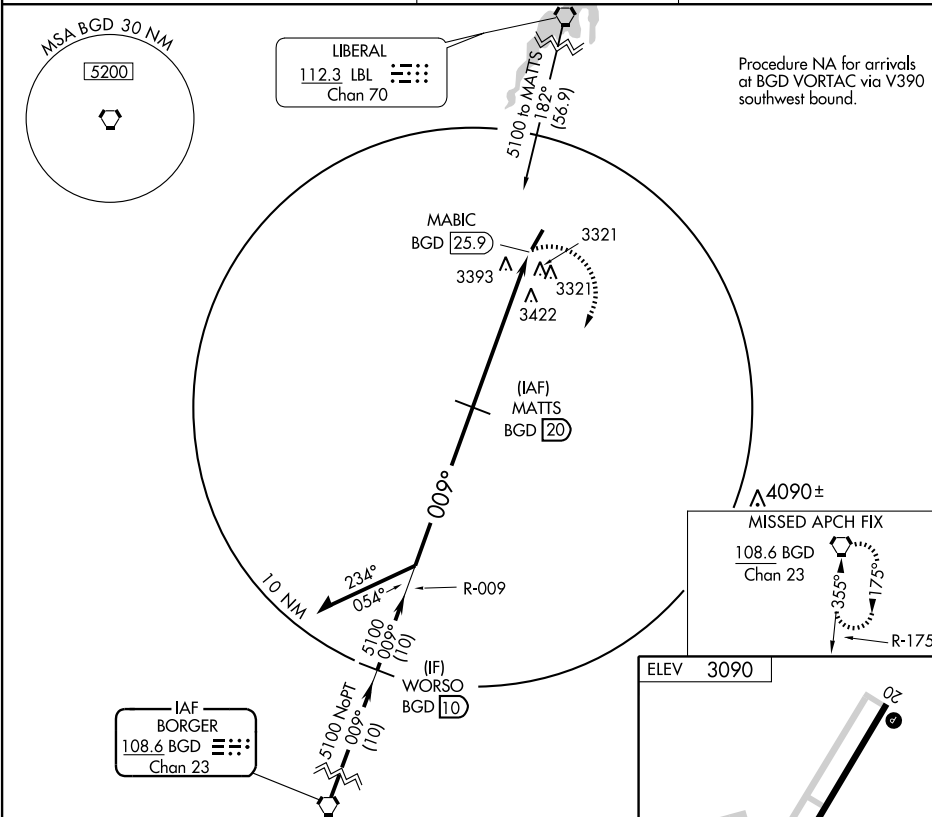 MSA BGD 30 NM
5200
LIBERAL
112.3 LBL
Chan 70
5100 to MATTS
182°
(56.9)
Procedure NA for arrivals
at BGD VORTAC via V390
southwest bound.
MABIC
BGD 25.9
3321
3393
3321
3422
(IAF)
MATTS
BGD 20
009°
4090±
MISSED APCH FIX
108.6 BGD
Chan 23
355°
175°
R-175
234°
054°
R-009
10 NM
5100
009°
(10)
(IF)
WORSO
BGD 10
5100 NoPT
009°
(10)
IAF
BORGER
108.6 BGD
Chan 23
ELEV 3090
20
P